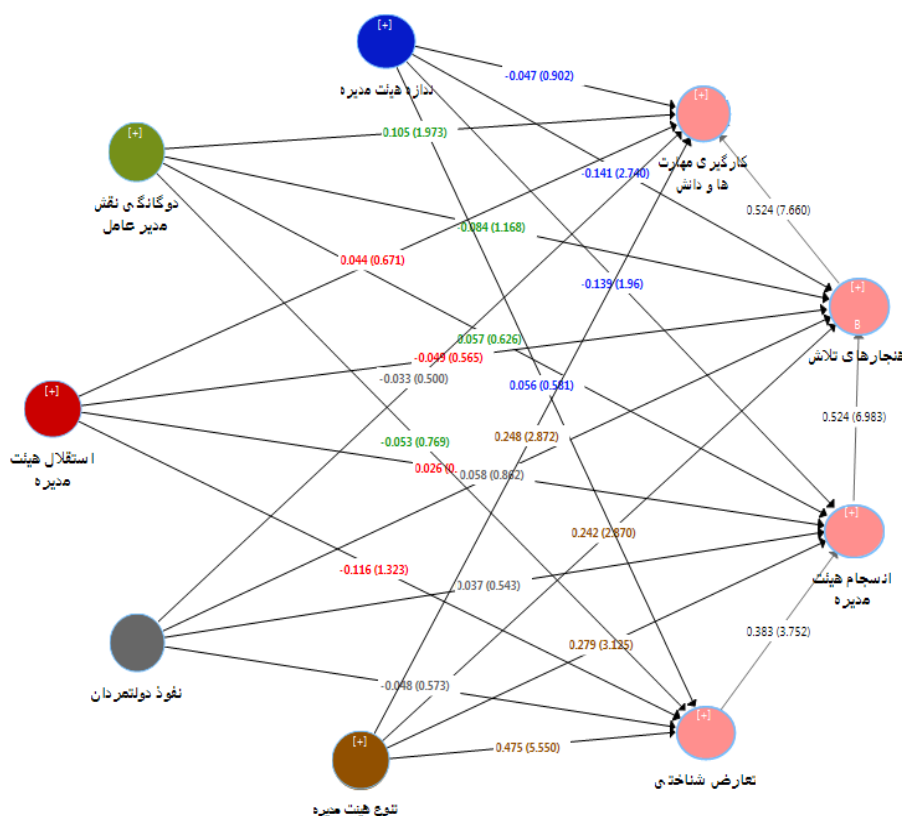 [+]
ندازه هیئت مدیره
-0.047 (0.902)
[+]
کارگیری مهارت
ها و دانش
[+]
دوگانگی نقش
مدیر عامل
0.105 (1.973)
-0.141 (2.740)
0.524 (7.660)
-0.084 (1.168)
0.044 (0.671)
-0.139 (1.96)
[+]
B
هنجارهای تلاش
0.057 (0.626)
-0.049 (0.565)
-0.033 (0.500)
0.056 (0.581)
[+]
استقلال هیئت
مدیره
0.524 (6.983)
0.248 (2.872)
-0.053 (0.769)
0.026 (0.
0.058 (0.862)
[+]
انسجام هیئت
مدیره
0.242 (2.870)
-0.116 (1.323)
0.037 (0.543)
0.383 (3.752)
0.279 (3.125)
نفوذ دولتمردان
-0.048 (0.573)
[+]
تعارض شناختی
0.475 (5.550)
[+]
تنوع هیئت مدیره